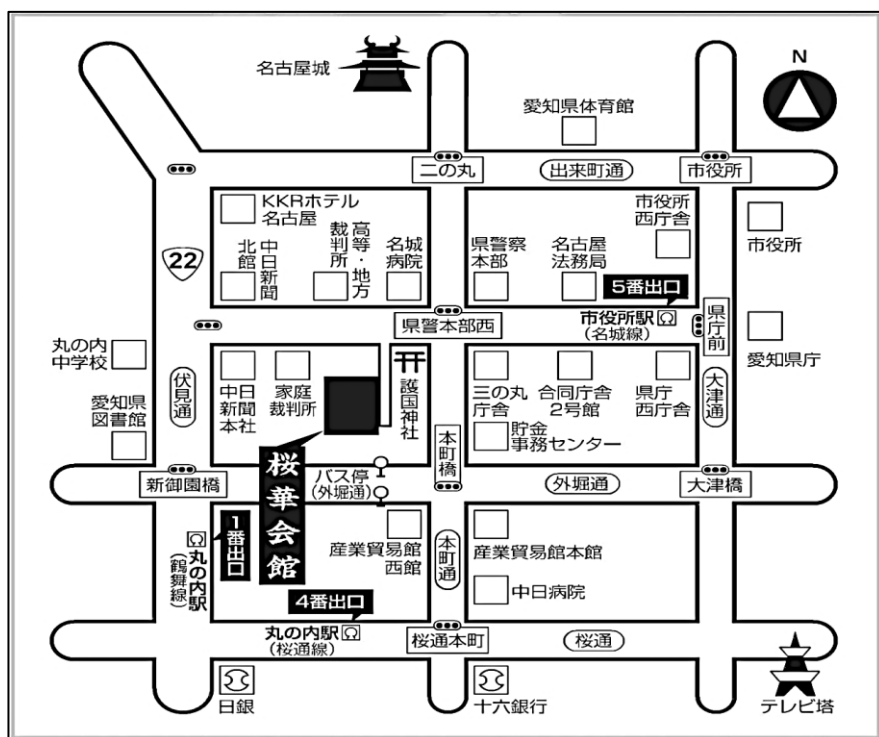 名古屋城
N
愛知県体育館
二の丸
出来町通
市役所
KKRホテル
名古屋
市役所
西庁舎
市役所
22
中日新聞
北館
高等・地方
裁判所
名城
病院
県警察
本部
名古屋
法務局
5番出口
県警本部西
市役所駅
(名城線)
県庁前
愛知県庁
丸の内
中学校
伏見通
中日
新聞
本社
家庭
裁判所
護国神社
三の丸
庁舎
合同庁舎
2号館
県庁
西庁舎
大津通
愛知県
図書館
貯金
事務センター
本町橋
新御園橋
桜華会館
バス停
(外堀通)
外堀通
大津橋
1番出口
丸の内駅
(鶴舞線)
産業貿易館
西館
本町通
産業貿易館本館
中日病院
4番出口
丸の内駅
(桜通線)
桜通本町
桜通
日銀
十六銀行
テレビ塔